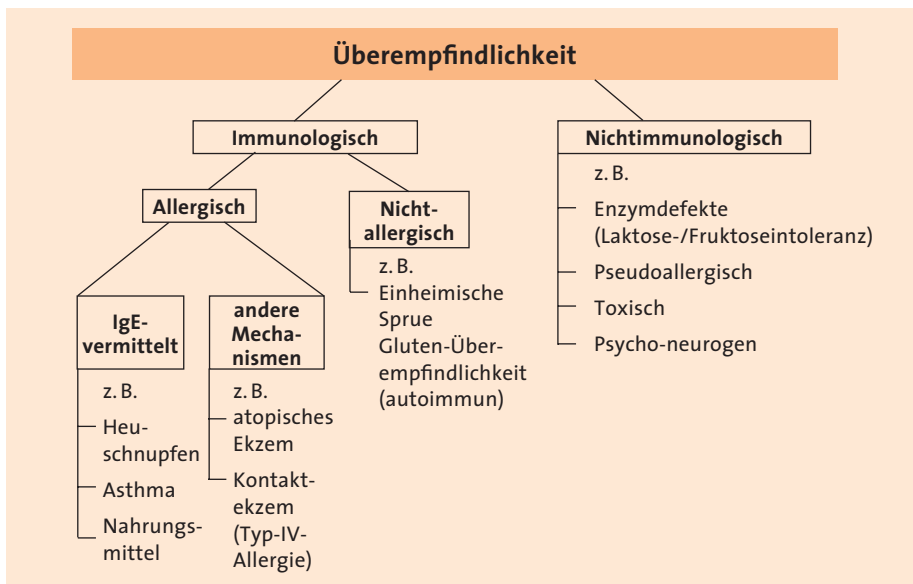 Überempfindlichkeit
Immunologisch
Nichtimmunologisch
Allergisch
Nicht-
allergisch
z. B.
Einheimische
Sprue
Gluten-Über-
empfindlichkeit
(autoimmun)
z. B.
Enzymdefekte
(Laktose-/Fruktoseintoleranz)
Pseudoallergisch
Toxisch
Psycho-neurogen
IgE-
vermittelt
z. B.
Heu-
schnupfen
Asthma
Nahrungs-
mittel
andere
Mecha-
nismen
z. B.
atopisches
Ekzem
Kontakt-
ekzem
(Typ-IV-
Allergie)